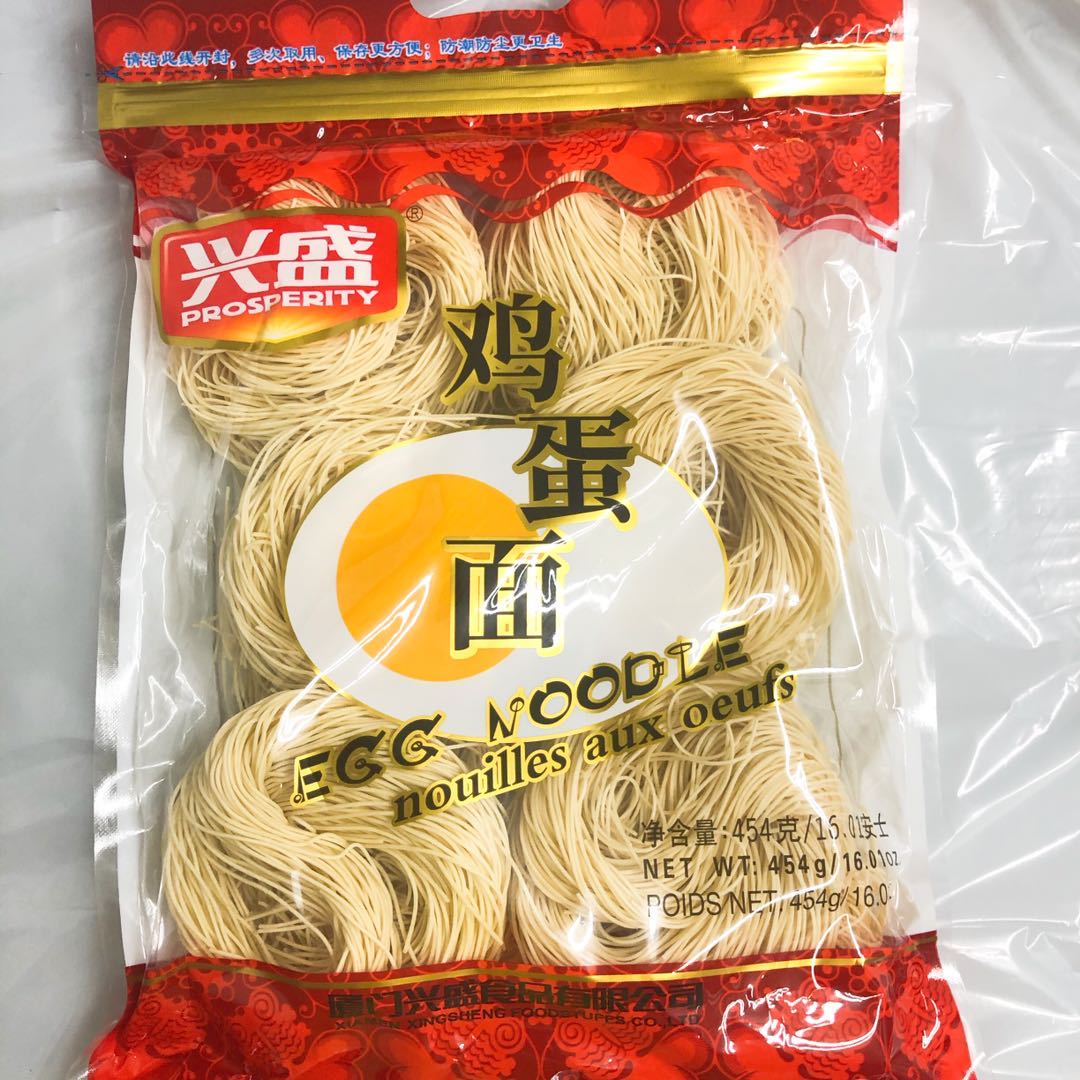 请沿此线开封，多次取用、保存更方便；防潮防尘更卫生
兴盛®
PROSPERITY
鸡蛋面
EGG NOODLE
nouilles aux oeufs
净含量:454克/16.01安士
NET WT: 454g/16.01oz
POIDS NET: 454g/16.0
厦门兴盛食品有限公司
XIAMEN XINGSHENG FOODSTUFFS CO.,LTD